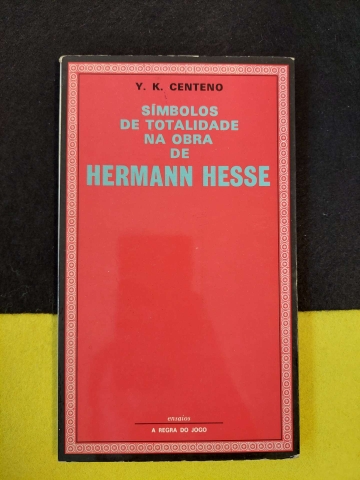 Y. K. CENTENO
SÍMBOLOS
DE TOTALIDADE
NA OBRA
DE
HERMANN HESSE
ensaios
A REGRA DO JOGO